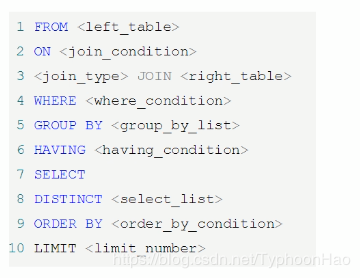 1 FROM <left_table>
2 ON <join_condition>
3 <join_type> JOIN <right_table>
4 WHERE <where_condition>
5 GROUP BY <group_by_list>
6 HAVING <having_condition>
7 SELECT
8 DISTINCT <select_list>
9 ORDER BY <order_by_condition>
10 LIMIT <limit_number>
https://blog.csdn.net/TyphoonHao